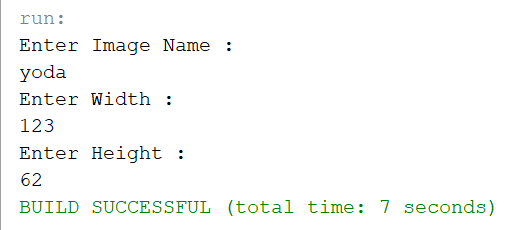 run:
Enter Image Name :
yoda
Enter Width :
123
Enter Height :
62
BUILD SUCCESSFUL (total time: 7 seconds)